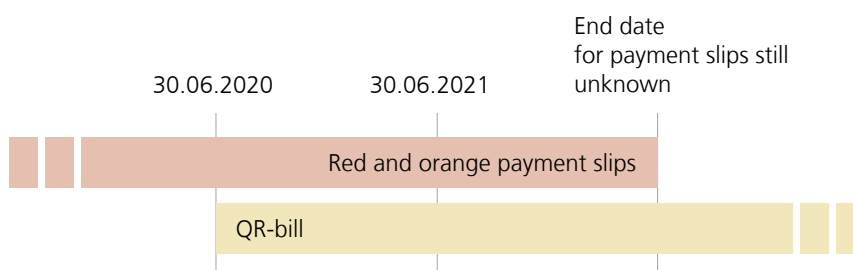 End date
for payment slips still
unknown
30.06.2020
30.06.2021
Red and orange payment slips
QR-bill